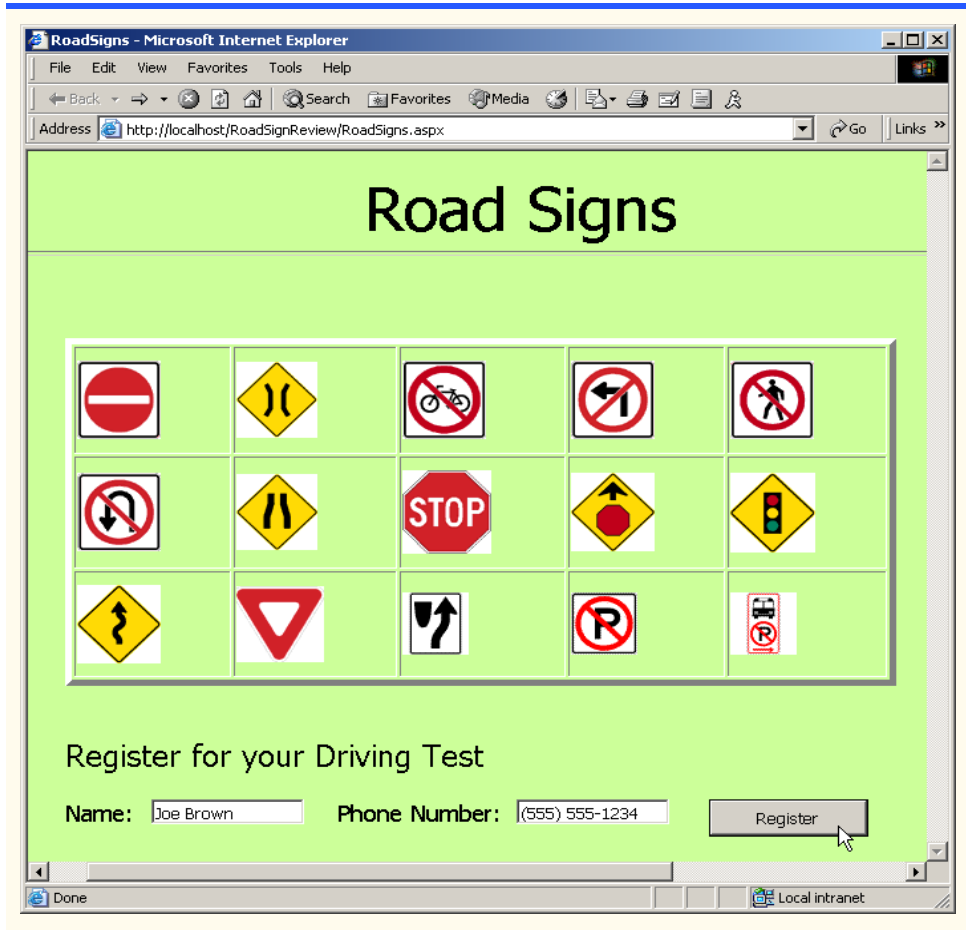 RoadSigns - Microsoft Internet Explorer
File Edit View Favorites Tools Help
Back Search Favorites Media
Address http://localhost/RoadSignReview/RoadSigns.aspx Go Links »
Road Signs
STOP
P
P
Register for your Driving Test
Name: Joe Brown Phone Number: (555) 555-1234 Register
Done Local intranet